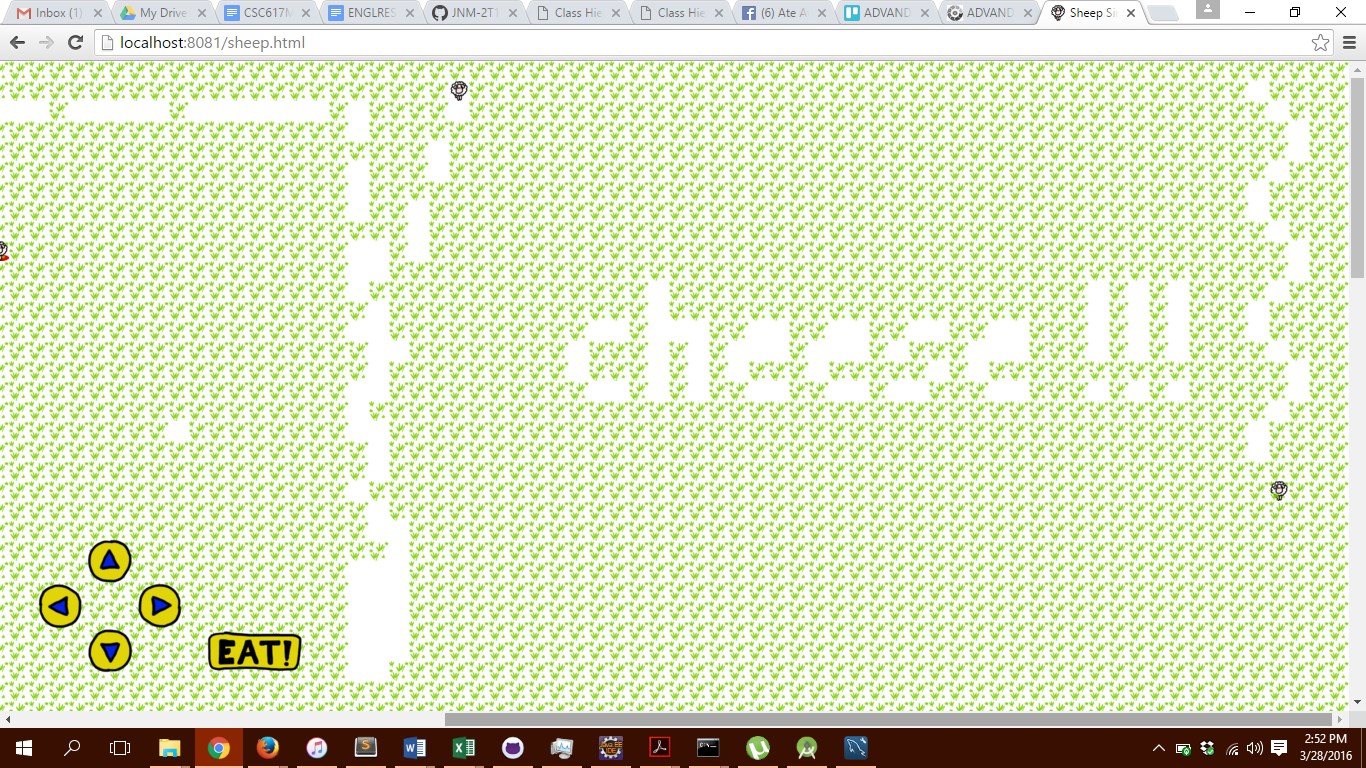 Inbox (1) My Drive CSC617M ENGLRES JNM-2T1 Class Hie Class Hie (6) Ate A ADVAND ADVAND Sheep Si
localhost:8081/sheep.html
cheese!!!
EAT!
2:52 PM
3/28/2016